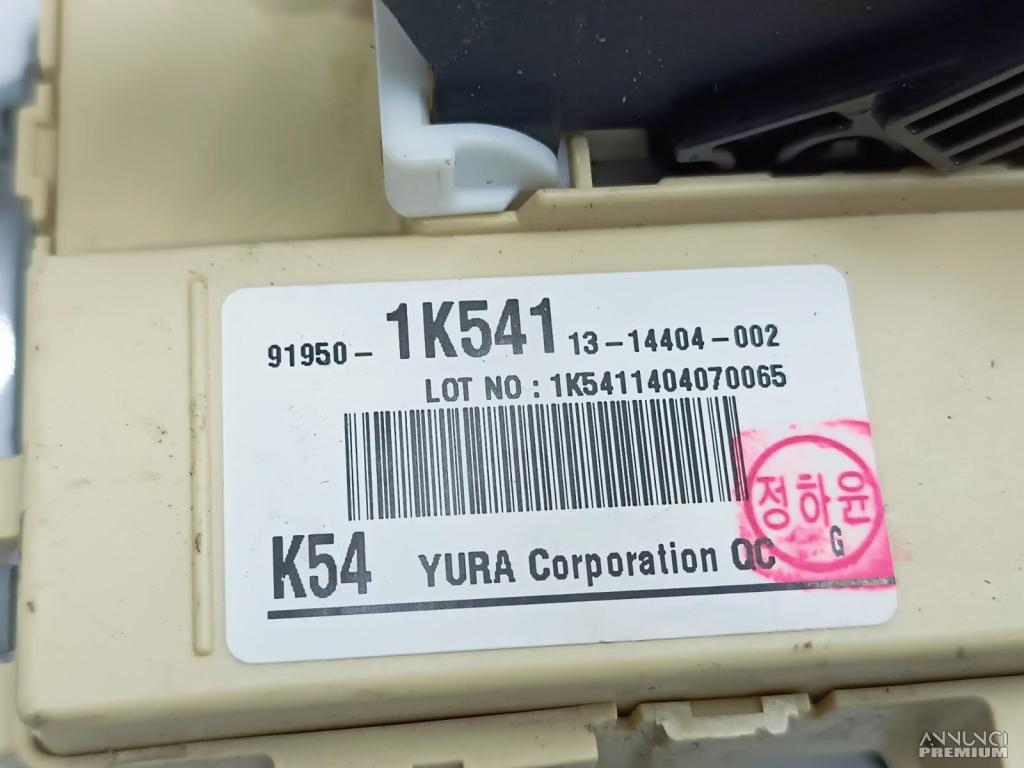 91950-1K541 13-14404-002
LOT NO : 1K5411404070065
정하윤
K54 YURA Corporation QC G
ANNUNCI
PREMIUM